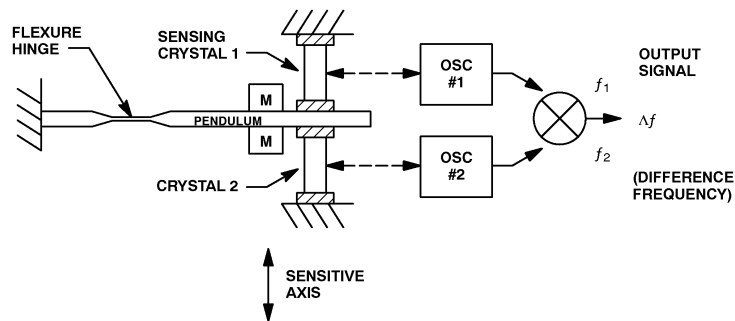 FLEXURE
HINGE
SENSING
CRYSTAL 1
M
PENDULUM
M
CRYSTAL 2
OSC
#1
OSC
#2
f1
f2
OUTPUT
SIGNAL
Λf
(DIFFERENCE
FREQUENCY)
SENSITIVE
AXIS